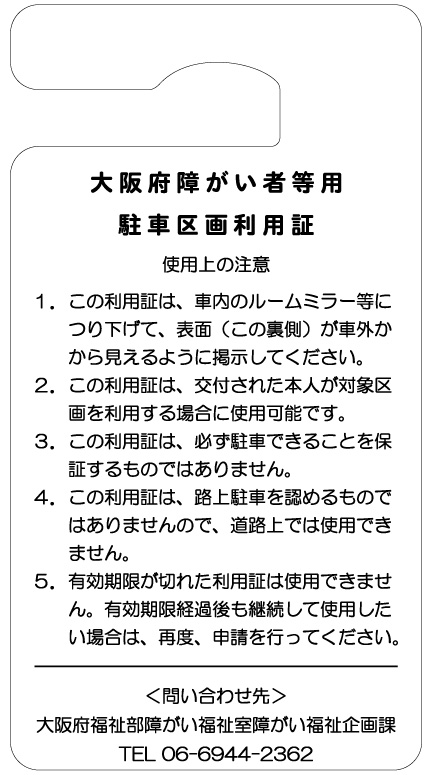 大阪府障がい者等用
駐車区画利用証
使用上の注意
１．この利用証は、車内のルームミラー等に
つり下げて、表面（この裏側）が車外か
から見えるように掲示してください。
２．この利用証は、交付された本人が対象区
画を利用する場合に使用可能です。
３．この利用証は、必ず駐車できることを保
証するものではありません。
４．この利用証は、路上駐車を認めるもので
はありませんので、道路上では使用でき
ません。
５．有効期限が切れた利用証は使用できませ
ん。有効期限経過後も継続して使用した
い場合は、再度、申請を行ってください。
＜問い合わせ先＞
大阪府福祉部障がい福祉室障がい福祉企画課
TEL 06-6944-2362